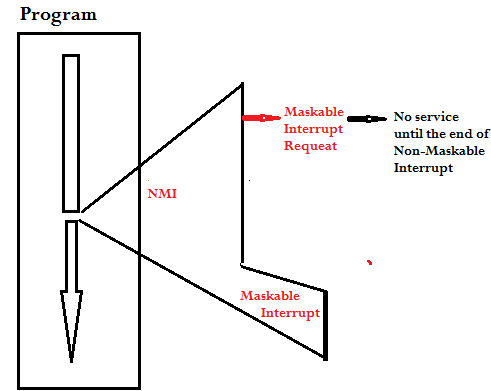 Program
Maskable
Interrupt
Requeat
No service
until the end of
Non-Maskable
Interrupt
NMI
Maskable
Interrupt